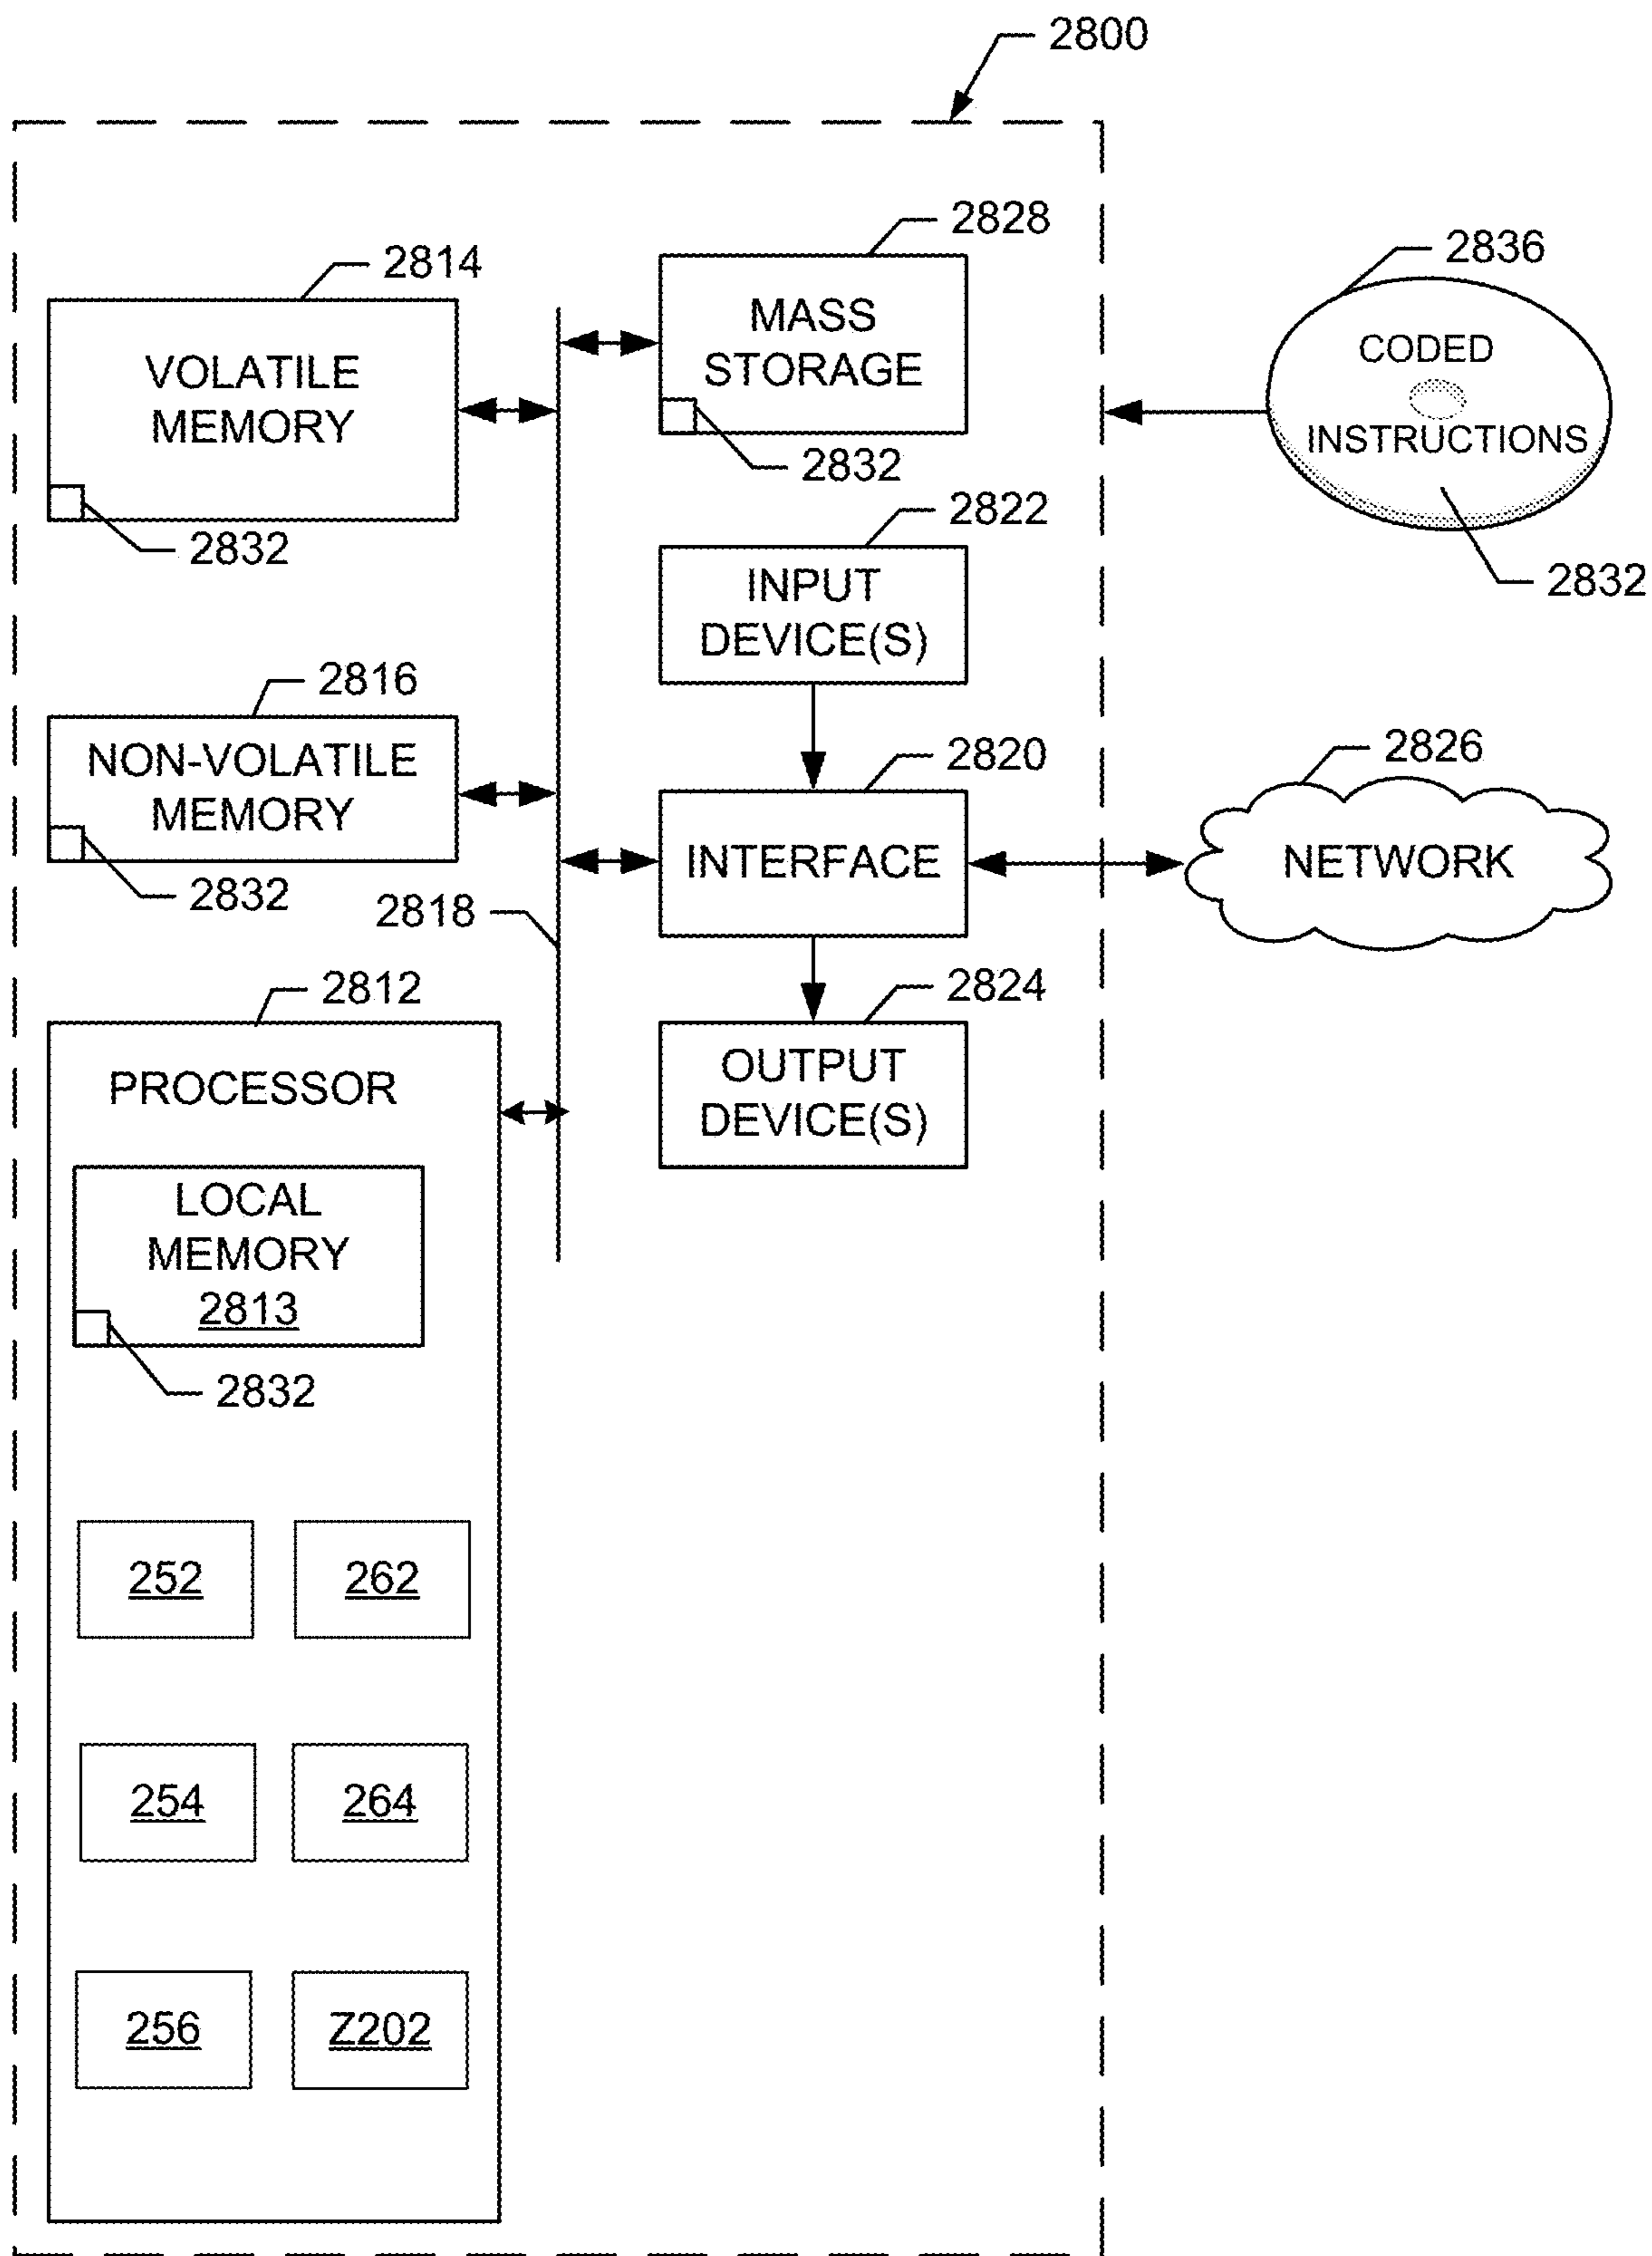 2800
2828
2814
MASS
STORAGE
VOLATILE
MEMORY
2832
2832
2836
CODED
INSTRUCTIONS
2832
2822
INPUT
DEVICE(S)
2816
NON-VOLATILE
MEMORY
2832
2818
2820
INTERFACE
2826
NETWORK
2824
OUTPUT
DEVICE(S)
2812
PROCESSOR
LOCAL
MEMORY
2813
2832
252
262
254
264
256
Z202